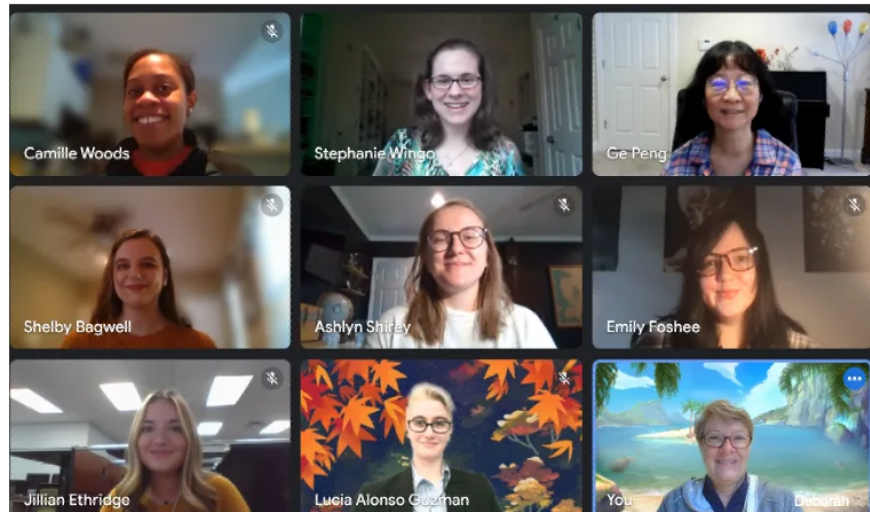 Camille Woods
Stephanie Wingo
Ge Peng
Shelby Bagwell
Ashlyn Shirey
Emily Foshee
Jillian Ethridge
Lucia Alonso Guzman
You
Deborah